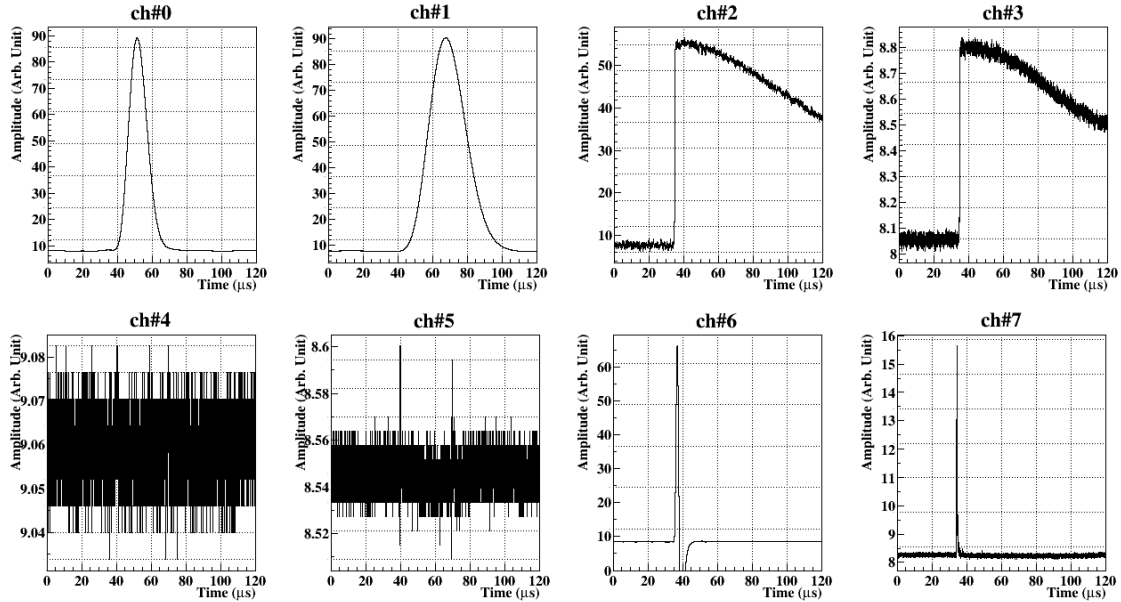 ch#0
Amplitude (Arb. Unit)
90
80
70
60
50
40
30
20
10
0 20 40 60 80 100 120
Time (μs)
ch#1
Amplitude (Arb. Unit)
90
80
70
60
50
40
30
20
10
0 20 40 60 80 100 120
Time (μs)
ch#2
Amplitude (Arb. Unit)
50
40
30
20
10
0 20 40 60 80 100 120
Time (μs)
ch#3
Amplitude (Arb. Unit)
8.8
8.7
8.6
8.5
8.4
8.3
8.2
8.1
8
0 20 40 60 80 100 120
Time (μs)
ch#4
Amplitude (Arb. Unit)
9.08
9.07
9.06
9.05
9.04
0 20 40 60 80 100 120
Time (μs)
ch#5
Amplitude (Arb. Unit)
8.6
8.58
8.56
8.54
8.52
0 20 40 60 80 100 120
Time (μs)
ch#6
Amplitude (Arb. Unit)
60
50
40
30
20
10
0
0 20 40 60 80 100 120
Time (μs)
ch#7
Amplitude (Arb. Unit)
16
15
14
13
12
11
10
9
8
0 20 40 60 80 100 120
Time (μs)